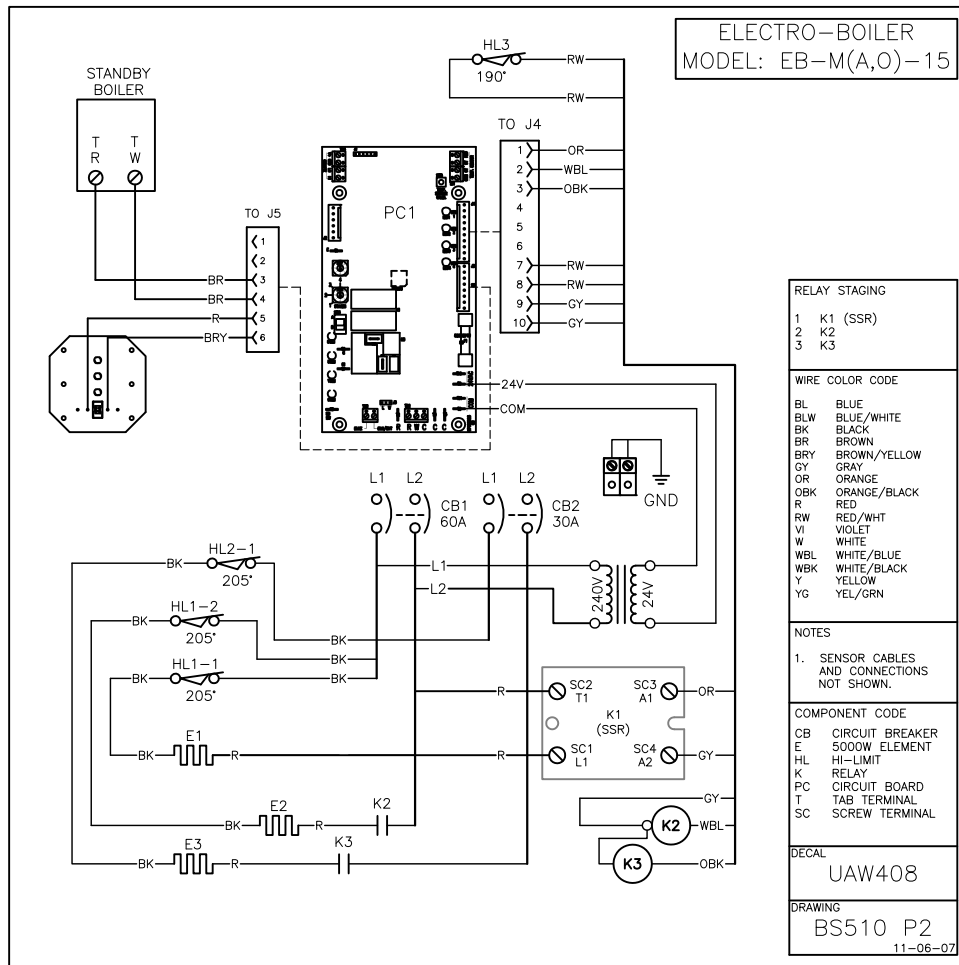 ELECTRO-BOILER
MODEL: EB-M(A,O)-15
STANDBY
BOILER
T T
R W
HL3
190°
RW
RW
TO J4
1 OR
2 WBL
3 OBK
4
5
6
7 RW
8 RW
9 GY
10 GY
PC1
TO J5
1
2
BR 3
BR 4
R 5
BRY 6
24V
COM
R R W C C C
GND
L1 L2
CB1
60A
L1 L2
CB2
30A
L1
L2
240V
24V
BK HL2-1
205°
BK
BK HL1-2
205°
BK
BK HL1-1
205°
BK
R
SC2
T1
SC3
A1
OR
K1
(SSR)
SC1
L1
SC4
A2
GY
BK E1 R
R
BK E2 R K2
BK E3 R K3
GY
K2 WBL
K3 OBK
RELAY STAGING
1 K1 (SSR)
2 K2
3 K3
WIRE COLOR CODE
BL BLUE
BLW BLUE/WHITE
BK BLACK
BR BROWN
BRY BROWN/YELLOW
GY GRAY
OR ORANGE
OBK ORANGE/BLACK
R RED
RW RED/WHT
VI VIOLET
W WHITE
WBL WHITE/BLUE
WBK WHITE/BLACK
Y YELLOW
YG YEL/GRN
NOTES
1. SENSOR CABLES
AND CONNECTIONS
NOT SHOWN.
COMPONENT CODE
CB CIRCUIT BREAKER
E 5000W ELEMENT
HL HI-LIMIT
K RELAY
PC CIRCUIT BOARD
T TAB TERMINAL
SC SCREW TERMINAL
DECAL
UAW408
DRAWING
BS510 P2
11-06-07